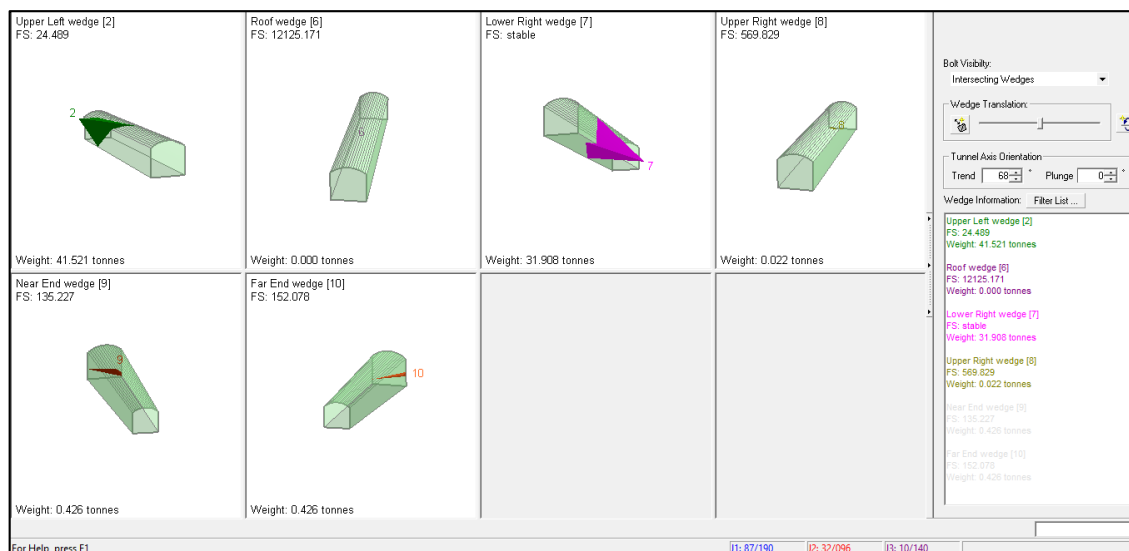 Upper Left wedge [2]
FS: 24.489
2
Weight: 41.521 tonnes
Roof wedge [6]
FS: 12125.171
6
Weight: 0.000 tonnes
Lower Right wedge [7]
FS: stable
7
Weight: 31.908 tonnes
Upper Right wedge [8]
FS: 569.829
8
Weight: 0.022 tonnes
Near End wedge [9]
FS: 135.227
9
Weight: 0.426 tonnes
Far End wedge [10]
FS: 152.078
10
Weight: 0.426 tonnes
Bolt Visibilty:
Intersecting Wedges
Wedge Translation:
Tunnel Axis Orientation
Trend 68 ° Plunge 0 °
Wedge Information: Filter List ...
Upper Left wedge [2]
FS: 24.489
Weight: 41.521 tonnes
Roof wedge [6]
FS: 12125.171
Weight: 0.000 tonnes
Lower Right wedge [7]
FS: stable
Weight: 31.908 tonnes
Upper Right wedge [8]
FS: 569.829
Weight: 0.022 tonnes
Near End wedge [9]
FS: 135.227
Weight: 0.426 tonnes
Far End wedge [10]
FS: 152.078
Weight: 0.426 tonnes
For Help, press F1
J1: 87/190 J2: 32/096 J3: 10/140